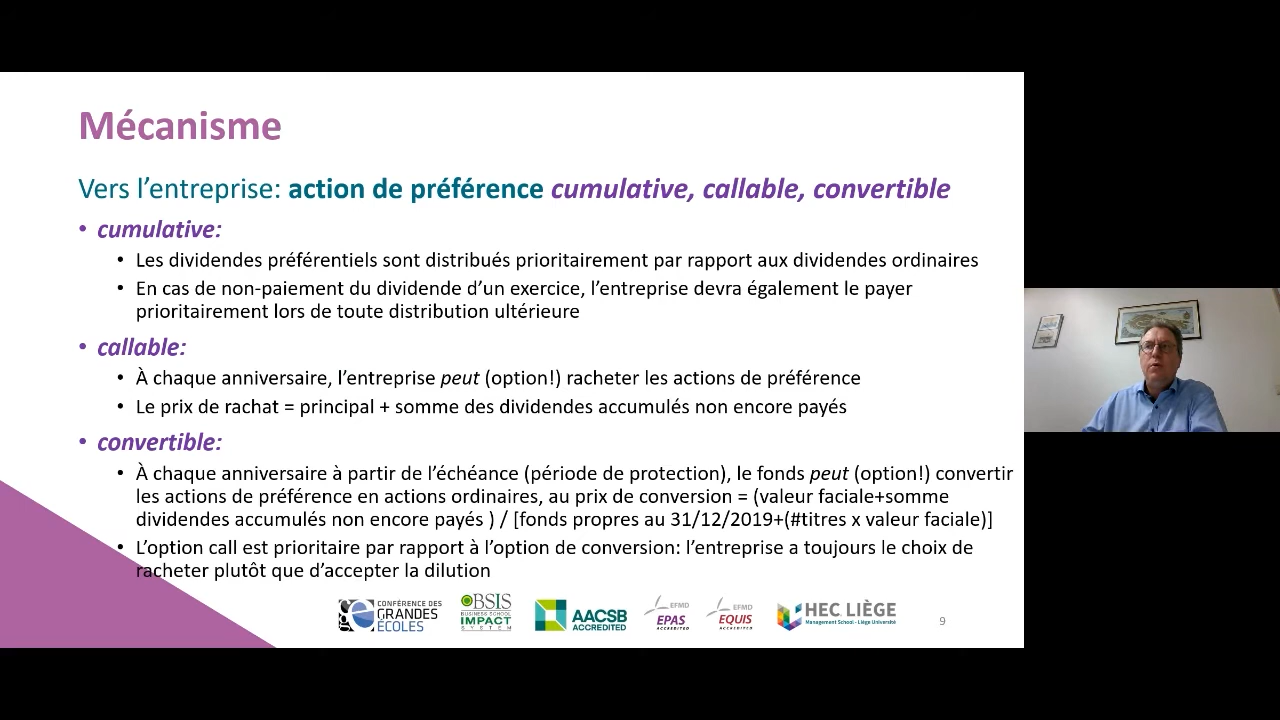 Mécanisme
Vers l’entreprise: action de préférence cumulative, callable, convertible
• cumulative:
• Les dividendes préférentiels sont distribués prioritairement par rapport aux dividendes ordinaires
• En cas de non-paiement du dividende d’un exercice, l’entreprise devra également le payer
prioritairement lors de toute distribution ultérieure
• callable:
• À chaque anniversaire, l’entreprise peut (option!) racheter les actions de préférence
• Le prix de rachat = principal + somme des dividendes accumulés non encore payés
• convertible:
• À chaque anniversaire à partir de l’échéance (période de protection), le fonds peut (option!) convertir
les actions de préférence en actions ordinaires, au prix de conversion = (valeur faciale+somme
dividendes accumulés non encore payés ) / [fonds propres au 31/12/2019+(#titres x valeur faciale)]
• L’option call est prioritaire par rapport à l’option de conversion: l’entreprise a toujours le choix de
racheter plutôt que d’accepter la dilution
CONFÉRENCE DES
GRANDES
ÉCOLES
BSIS
BUSINESS SCHOOL
IMPACT
SYSTEM
AACSB
ACCREDITED
EFMD
EPAS
ACCREDITED
EFMD
EQUIS
ACCREDITED
HEC LIÈGE
Management School - Liège Université
9